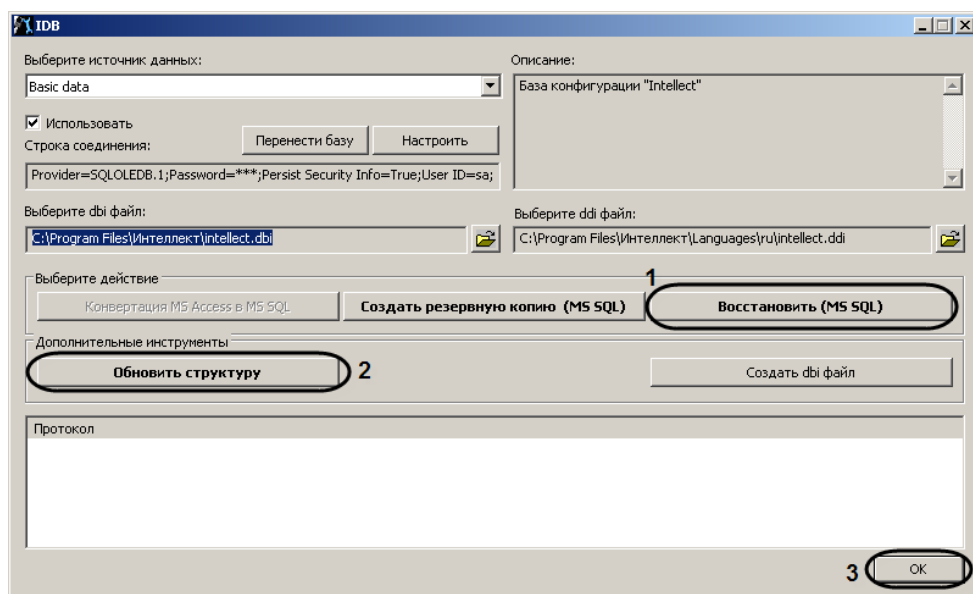 IDB
Выберите источник данных:
Описание:
Basic data
База конфигурации "Intellect"
Использовать
Строка соединения:
Перенести базу
Настроить
Provider=SQLOLEDB.1;Password=***;Persist Security Info=True;User ID=sa;
Выберите dbi файл:
Выберите ddi файл:
C:\Program Files\Интеллект\intellect.dbi
C:\Program Files\Интеллект\Languages\ru\intellect.ddi
Выберите действие
1
Конвертация MS Access в MS SQL
Создать резервную копию (MS SQL)
Восстановить (MS SQL)
Дополнительные инструменты
Обновить структуру
2
Создать dbi файл
Протокол
3
OK